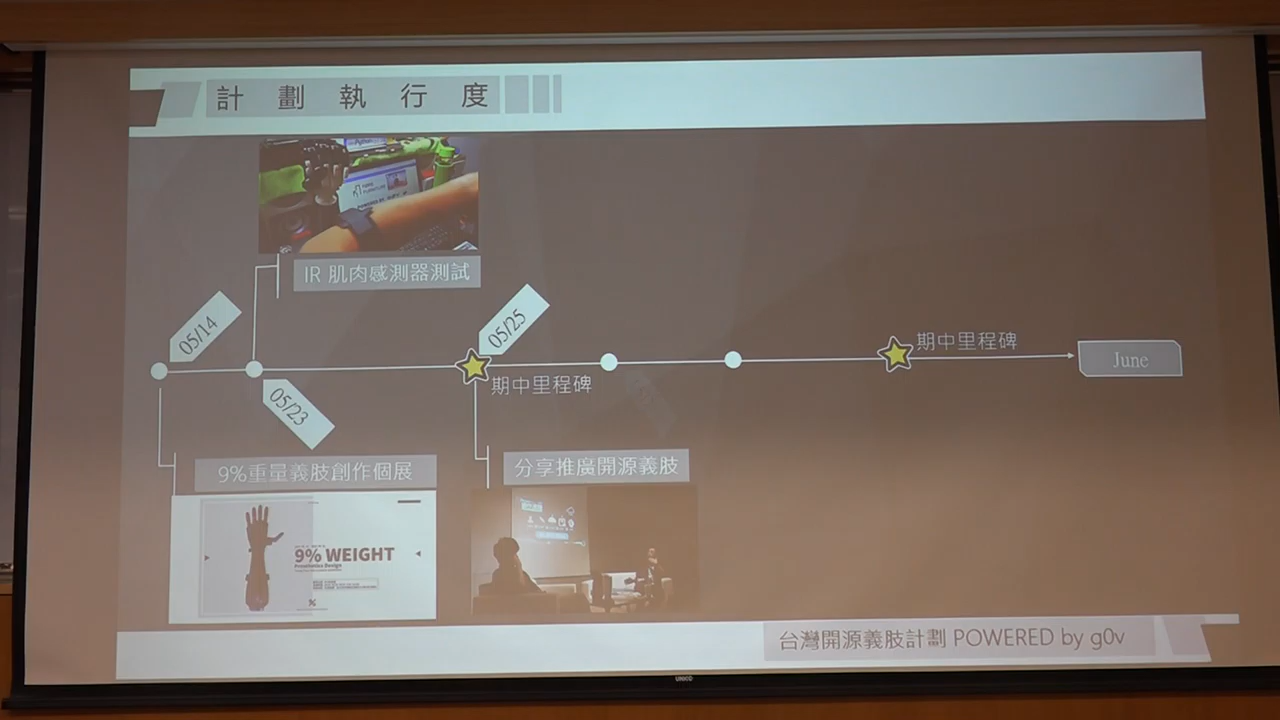 計劃執行度
IR 肌肉感測器測試
05/14
05/25
期中里程碑
June
05/23
期中里程碑
9%重量義肢創作個展
分享推廣開源義肢
9% WEIGHT
Prosthetics Design
台灣開源義肢計劃 POWERED by g0v